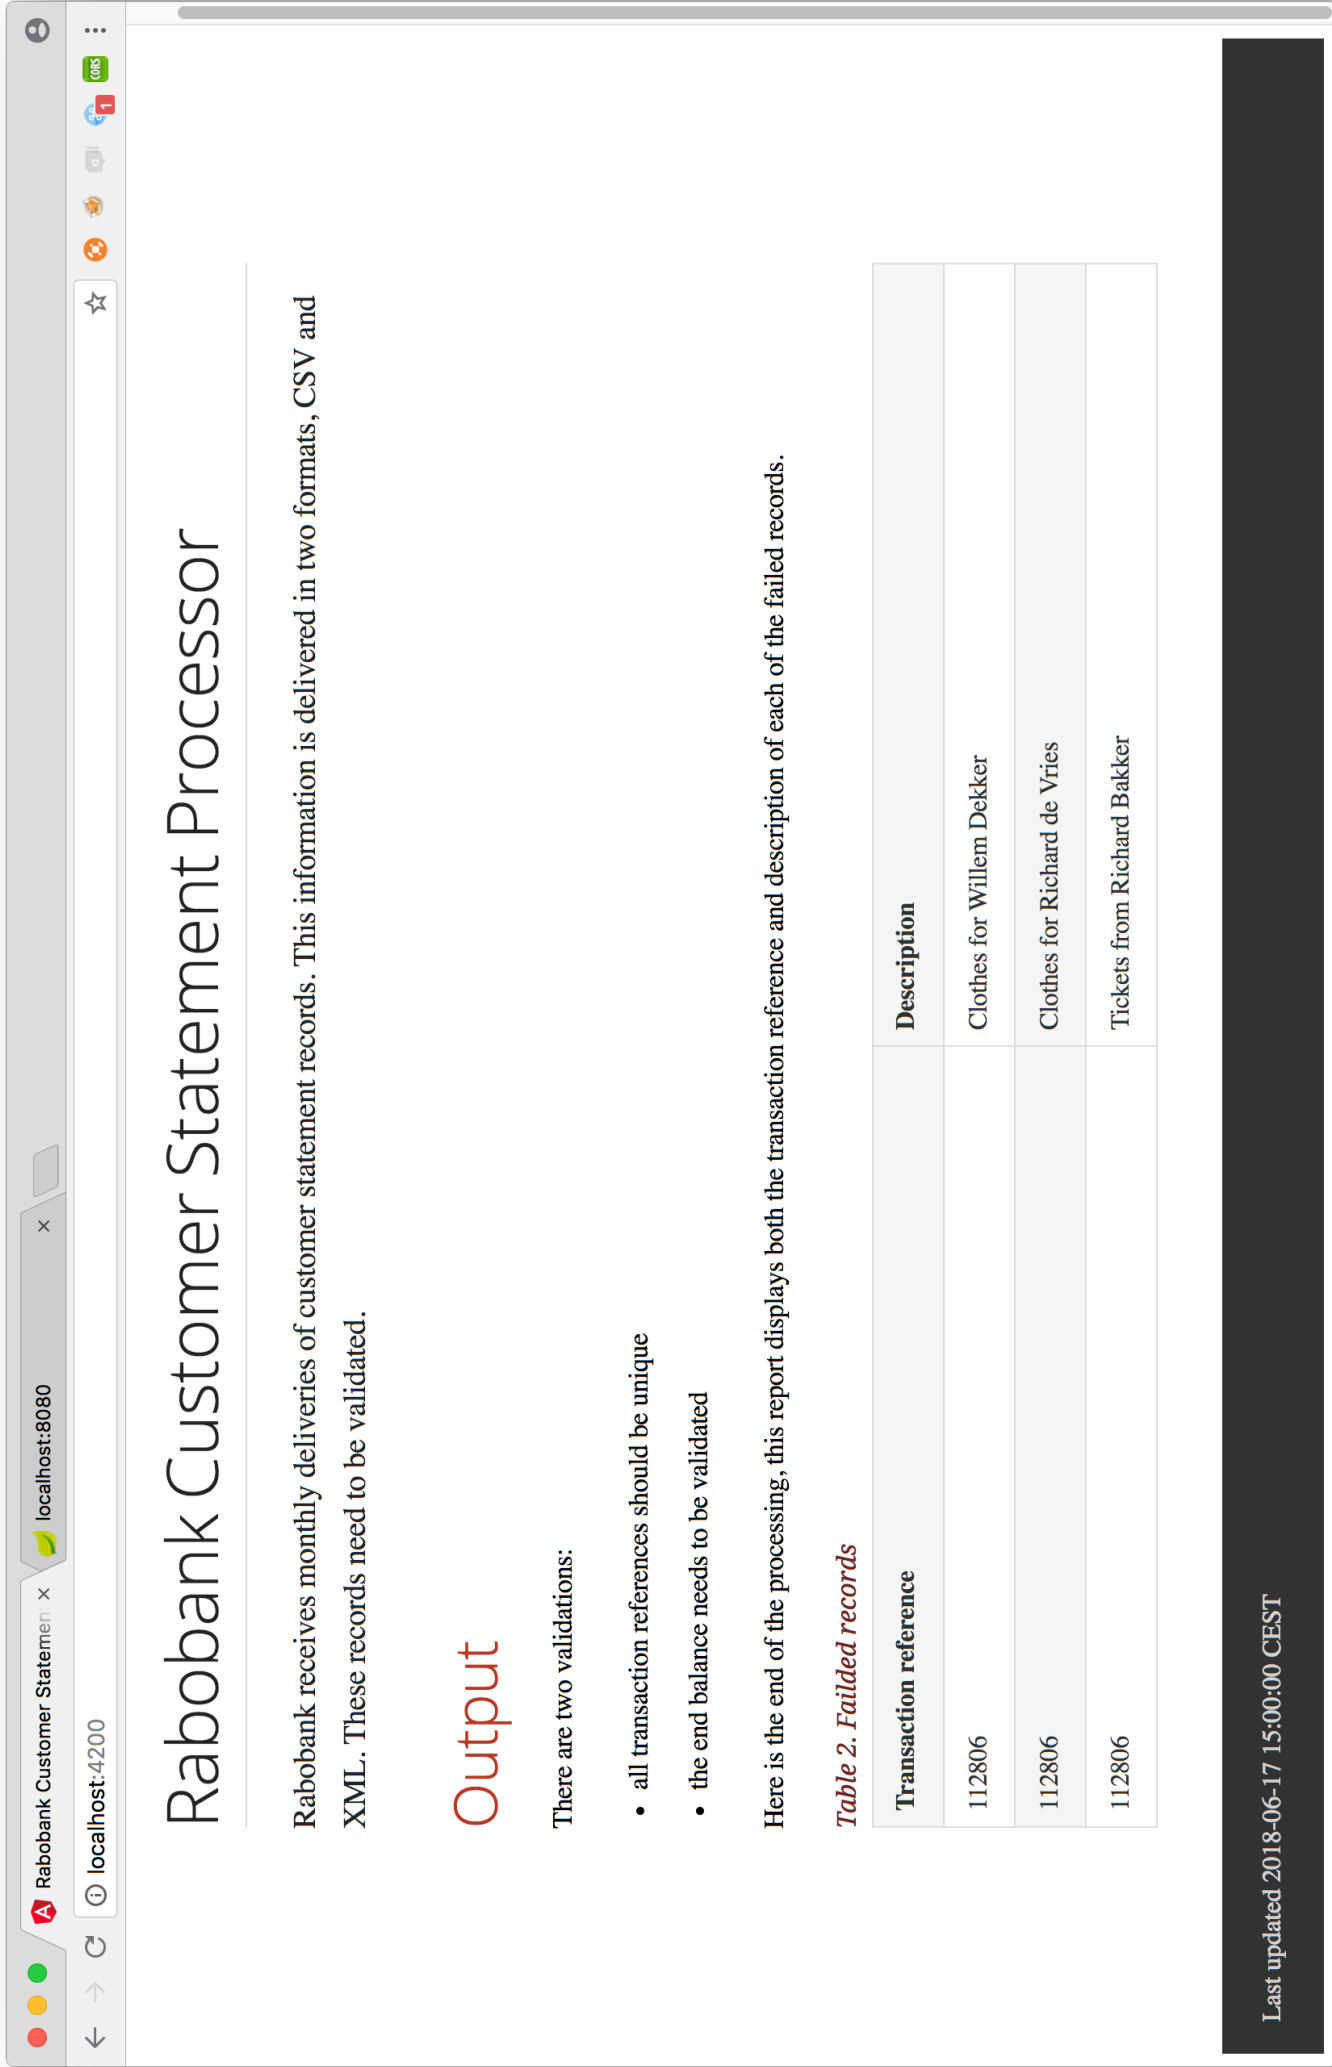 Rabobank Customer Statemen
localhost:8080
localhost:4200
CORS
1
Rabobank Customer Statement Processor
Rabobank receives monthly deliveries of customer statement records. This information is delivered in two formats, CSV and
XML. These records need to be validated.
Output
There are two validations:
• all transaction references should be unique
• the end balance needs to be validated
Here is the end of the processing, this report displays both the transaction reference and description of each of the failed records.
Table 2. Failded records
Transaction reference Description
112806 Clothes for Willem Dekker
112806 Clothes for Richard de Vries
112806 Tickets from Richard Bakker
Last updated 2018-06-17 15:00:00 CEST